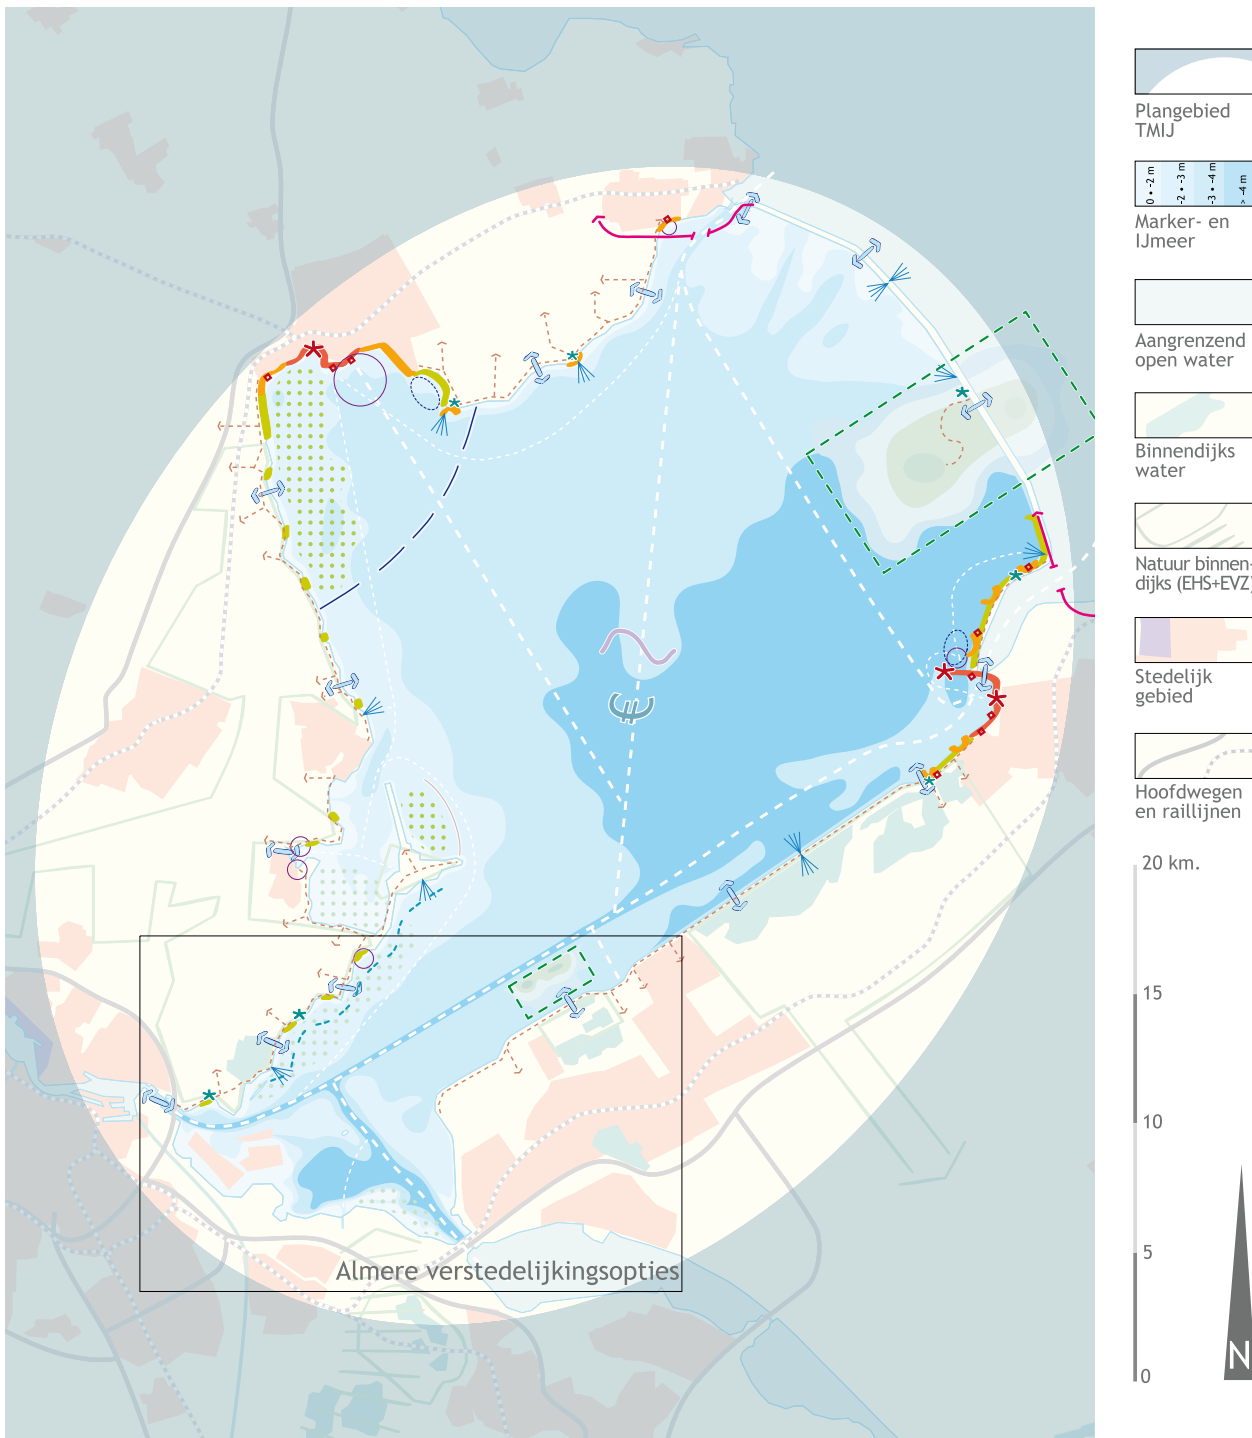 Plangebied
TMIJ
0 • -2 m
-2 • -3 m
-3 • -4 m
> -4 m
Marker- en
IJmeer
Aangrenzend
open water
Binnendijks
water
Natuur binnen-
dijks (EHS+EVZ)
Stedelijk
gebied
Hoofdwegen
en raillijnen
20 km.
15
10
5
0
N
Almere verstedelijkingsopties